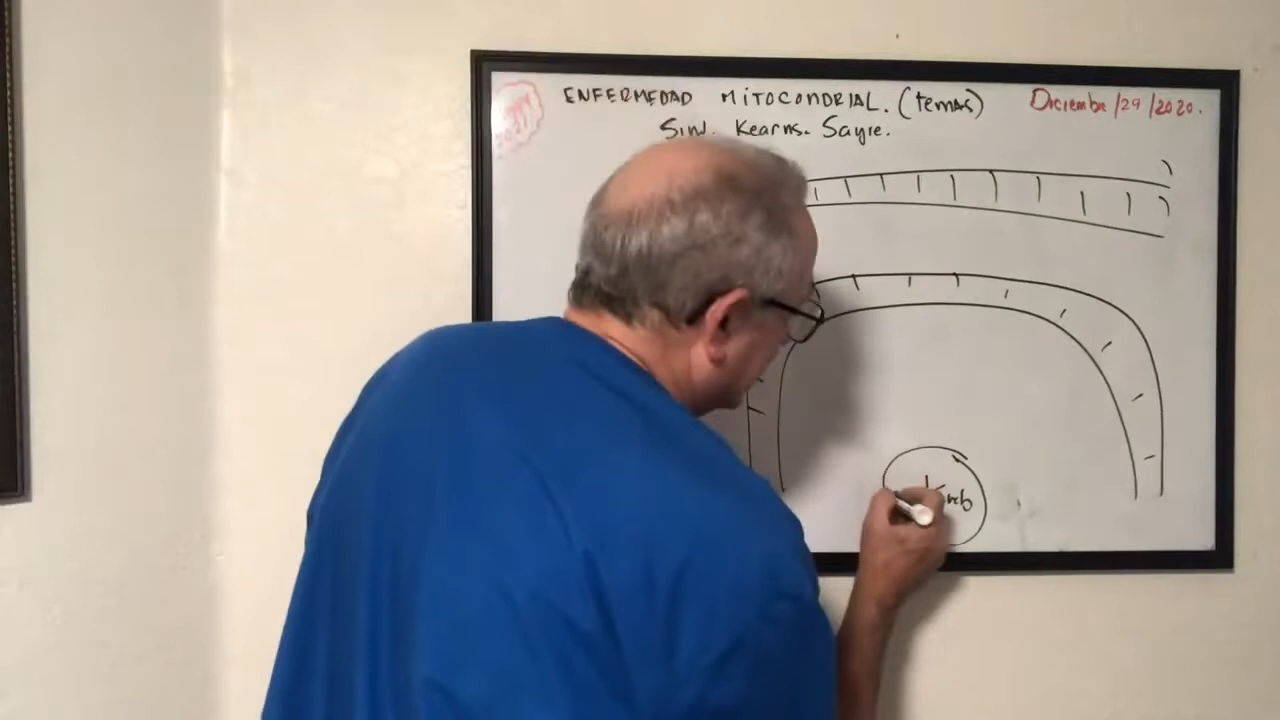 ENFERMEDAD MITOCONDRIAL. (temas)
Diciembre/29/2020.
Sind. Kearns. Sayre.